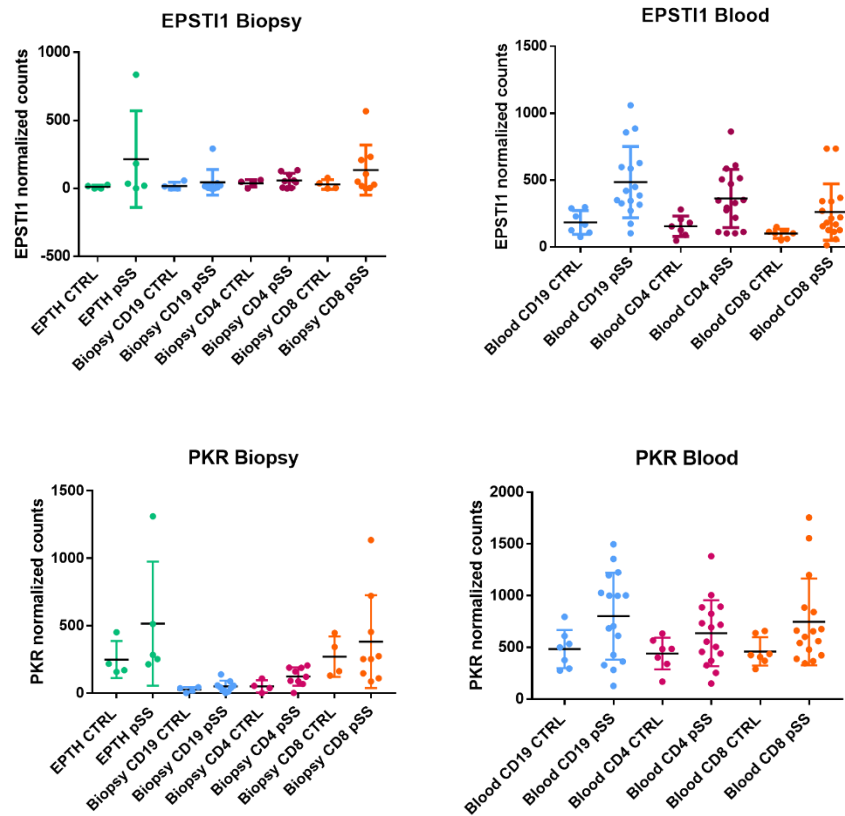 EPSTI1 Biopsy
EPSTI1 normalized counts
1000
500
0
-500
EPTH CTRL
EPTH pSS
Biopsy CD19 CTRL
Biopsy CD19 pSS
Biopsy CD4 CTRL
Biopsy CD4 pSS
Biopsy CD8 CTRL
Biopsy CD8 pSS
EPSTI1 Blood
EPSTI1 normalized counts
1500
1000
500
0
Blood CD19 CTRL
Blood CD19 pSS
Blood CD4 CTRL
Blood CD4 pSS
Blood CD8 CTRL
Blood CD8 pSS
PKR Biopsy
PKR normalized counts
1500
1000
500
0
EPTH CTRL
EPTH pSS
Biopsy CD19 CTRL
Biopsy CD19 pSS
Biopsy CD4 CTRL
Biopsy CD4 pSS
Biopsy CD8 CTRL
Biopsy CD8 pSS
PKR Blood
PKR normalized counts
2000
1500
1000
500
0
Blood CD19 CTRL
Blood CD19 pSS
Blood CD4 CTRL
Blood CD4 pSS
Blood CD8 CTRL
Blood CD8 pSS